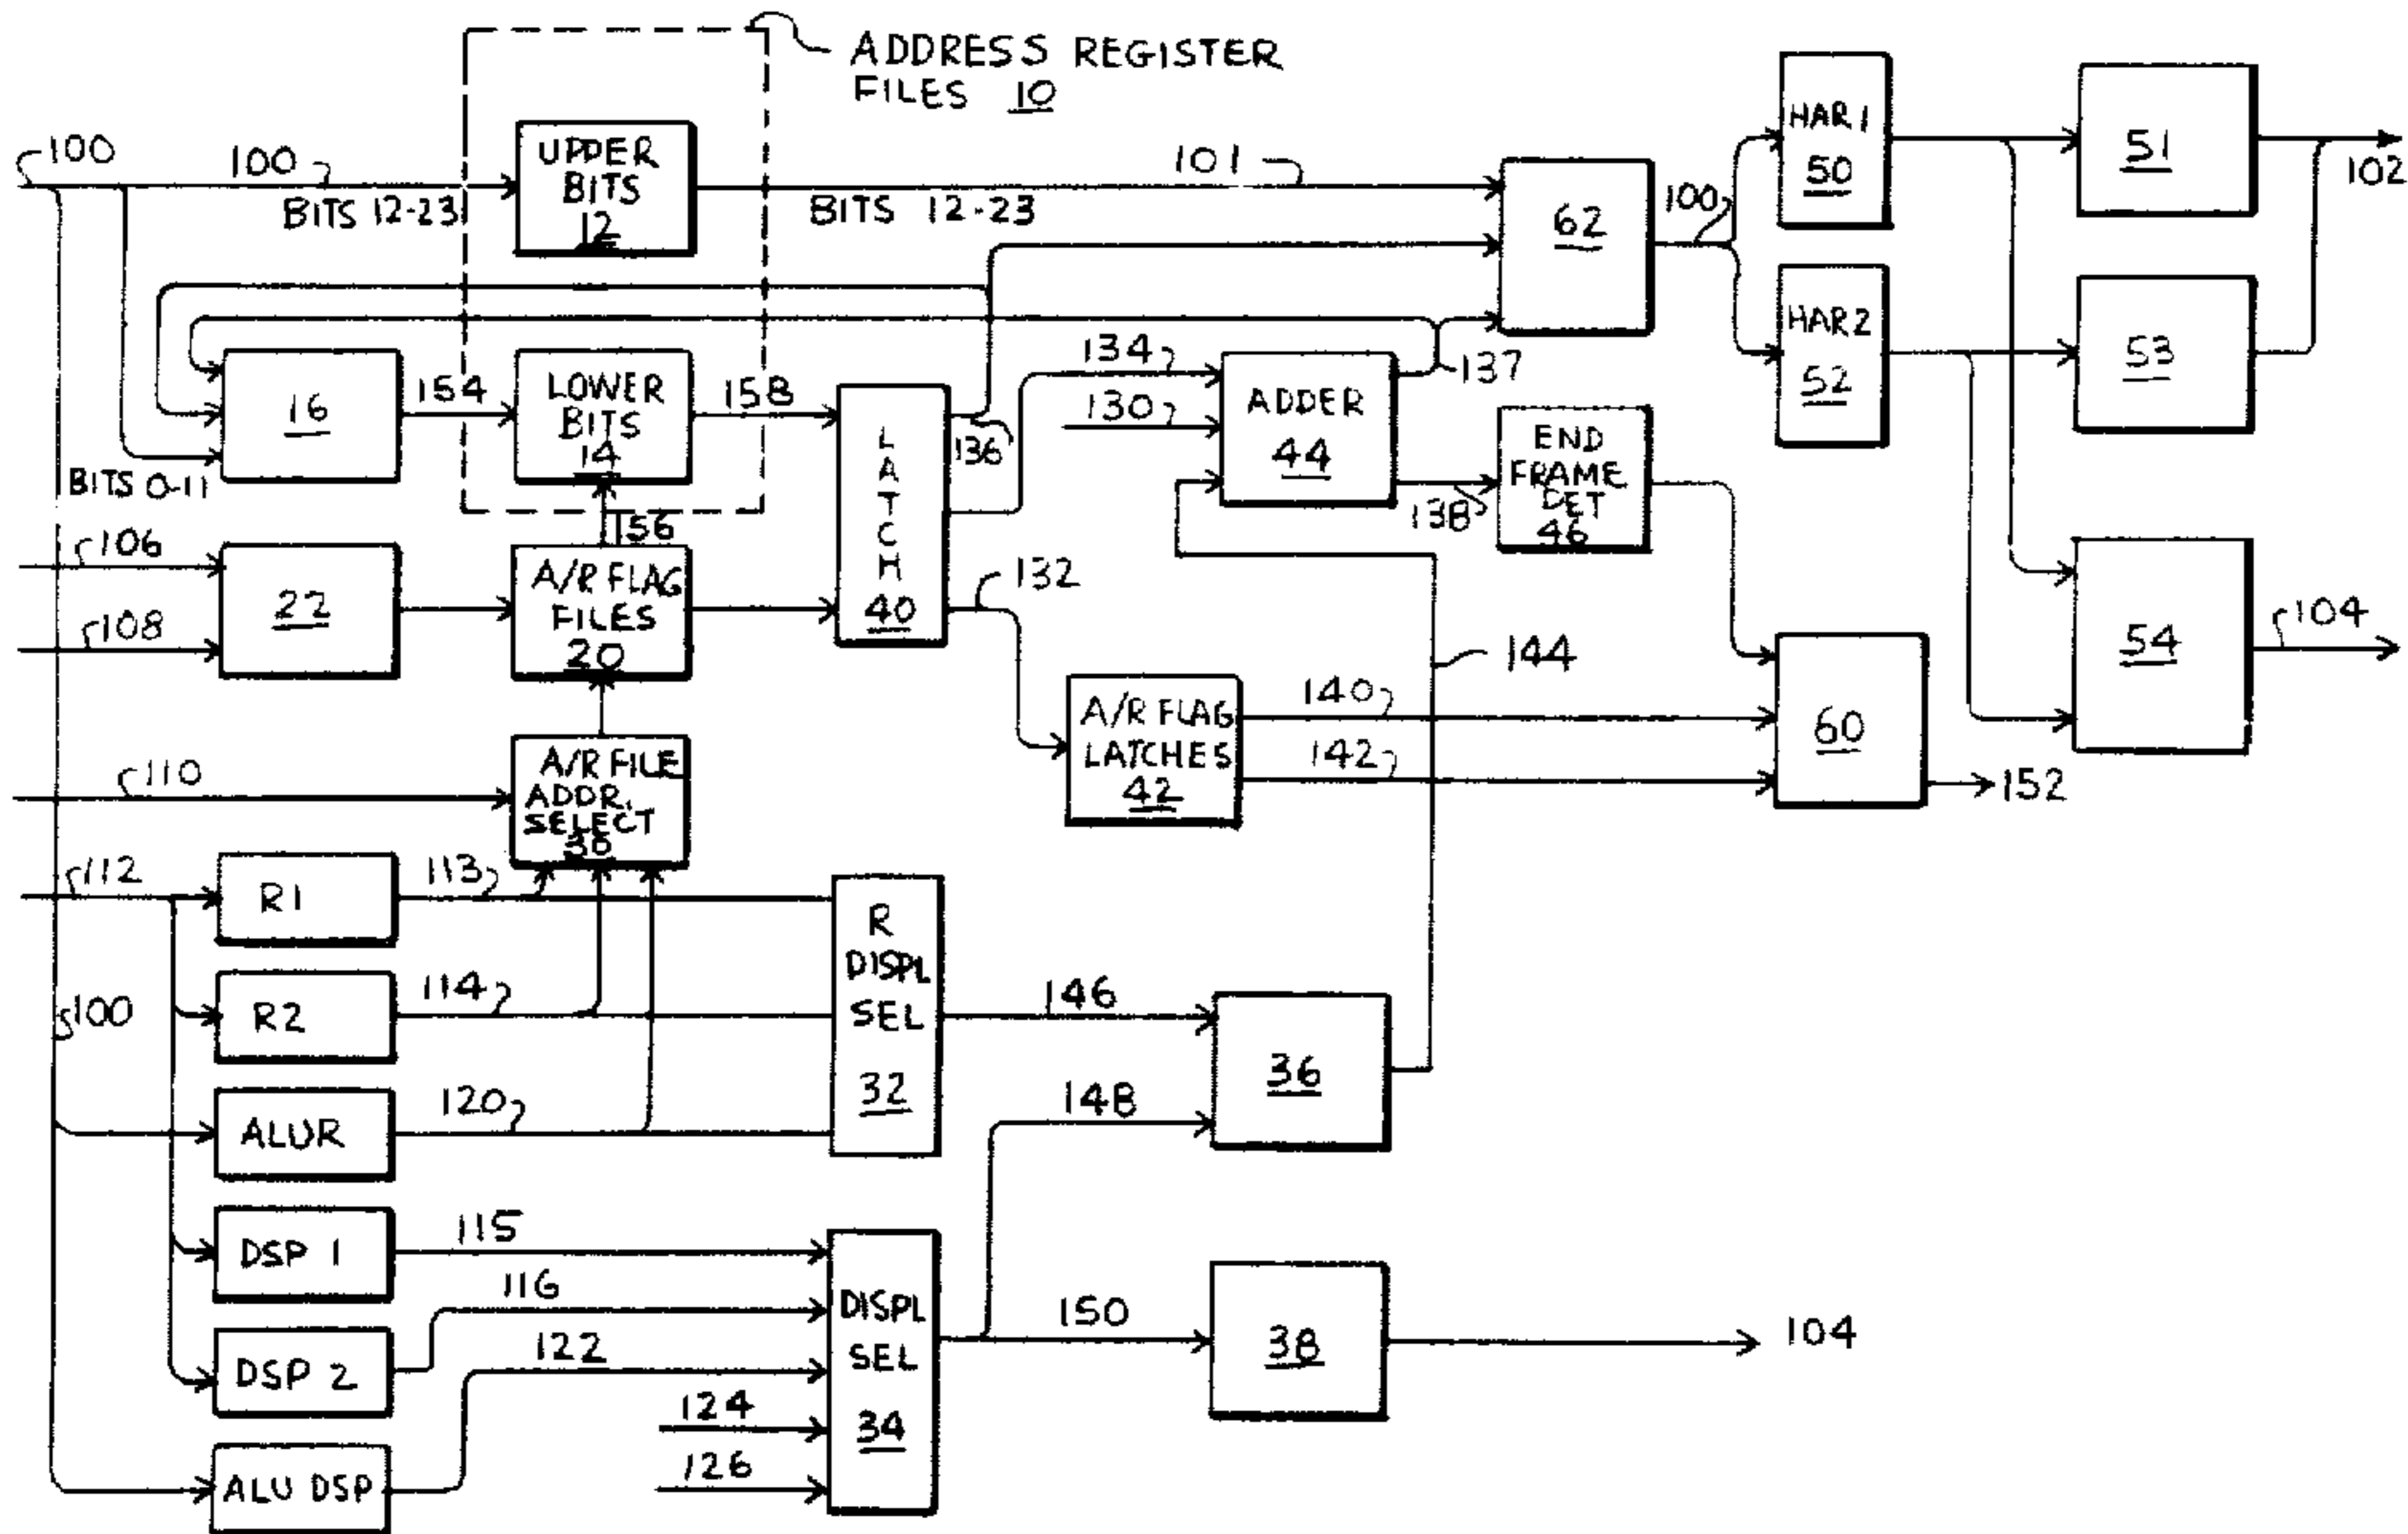 ADDRESS REGISTER
FILES 10
100
100
BITS 12-23
UPPER
BITS
12
BITS 12-23
101
62
100
HAR 1
50
51
102
HAR 2
52
53
16
BITS 0-11
154
LOWER
BITS
14
158
LATCH
40
136
134
130
ADDER
44
137
138
END
FRAME
DET
46
106
108
22
156
A/R FLAG
FILES
20
132
144
54
104
A/R FLAG
LATCHES
42
140
142
60
152
110
A/R FILE
ADDR.
SELECT
30
112
R1
113
R
DISPL
SEL
32
100
R2
114
146
36
ALUR
120
148
DSP 1
115
DSP 2
116
122
DISPL
SEL
34
150
38
104
124
126
ALU DSP